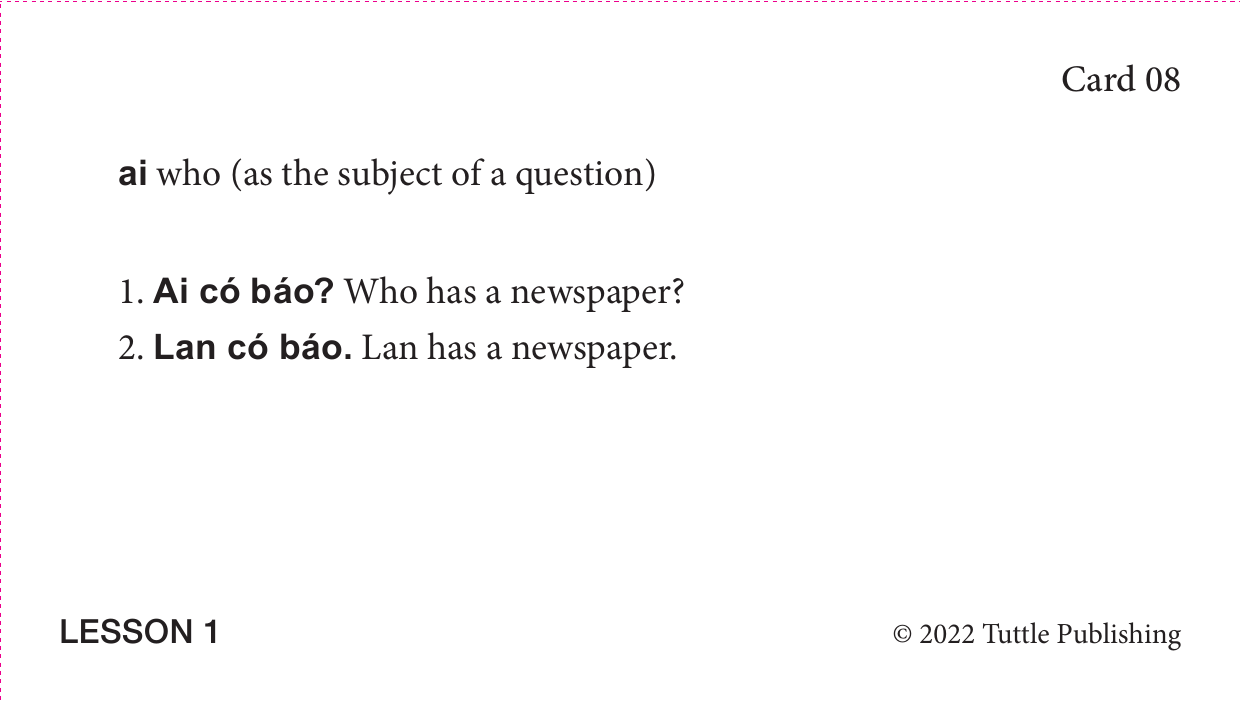 Card 08
ai who (as the subject of a question)
1. Ai có báo? Who has a newspaper?
2. Lan có báo. Lan has a newspaper.
LESSON 1
© 2022 Tuttle Publishing